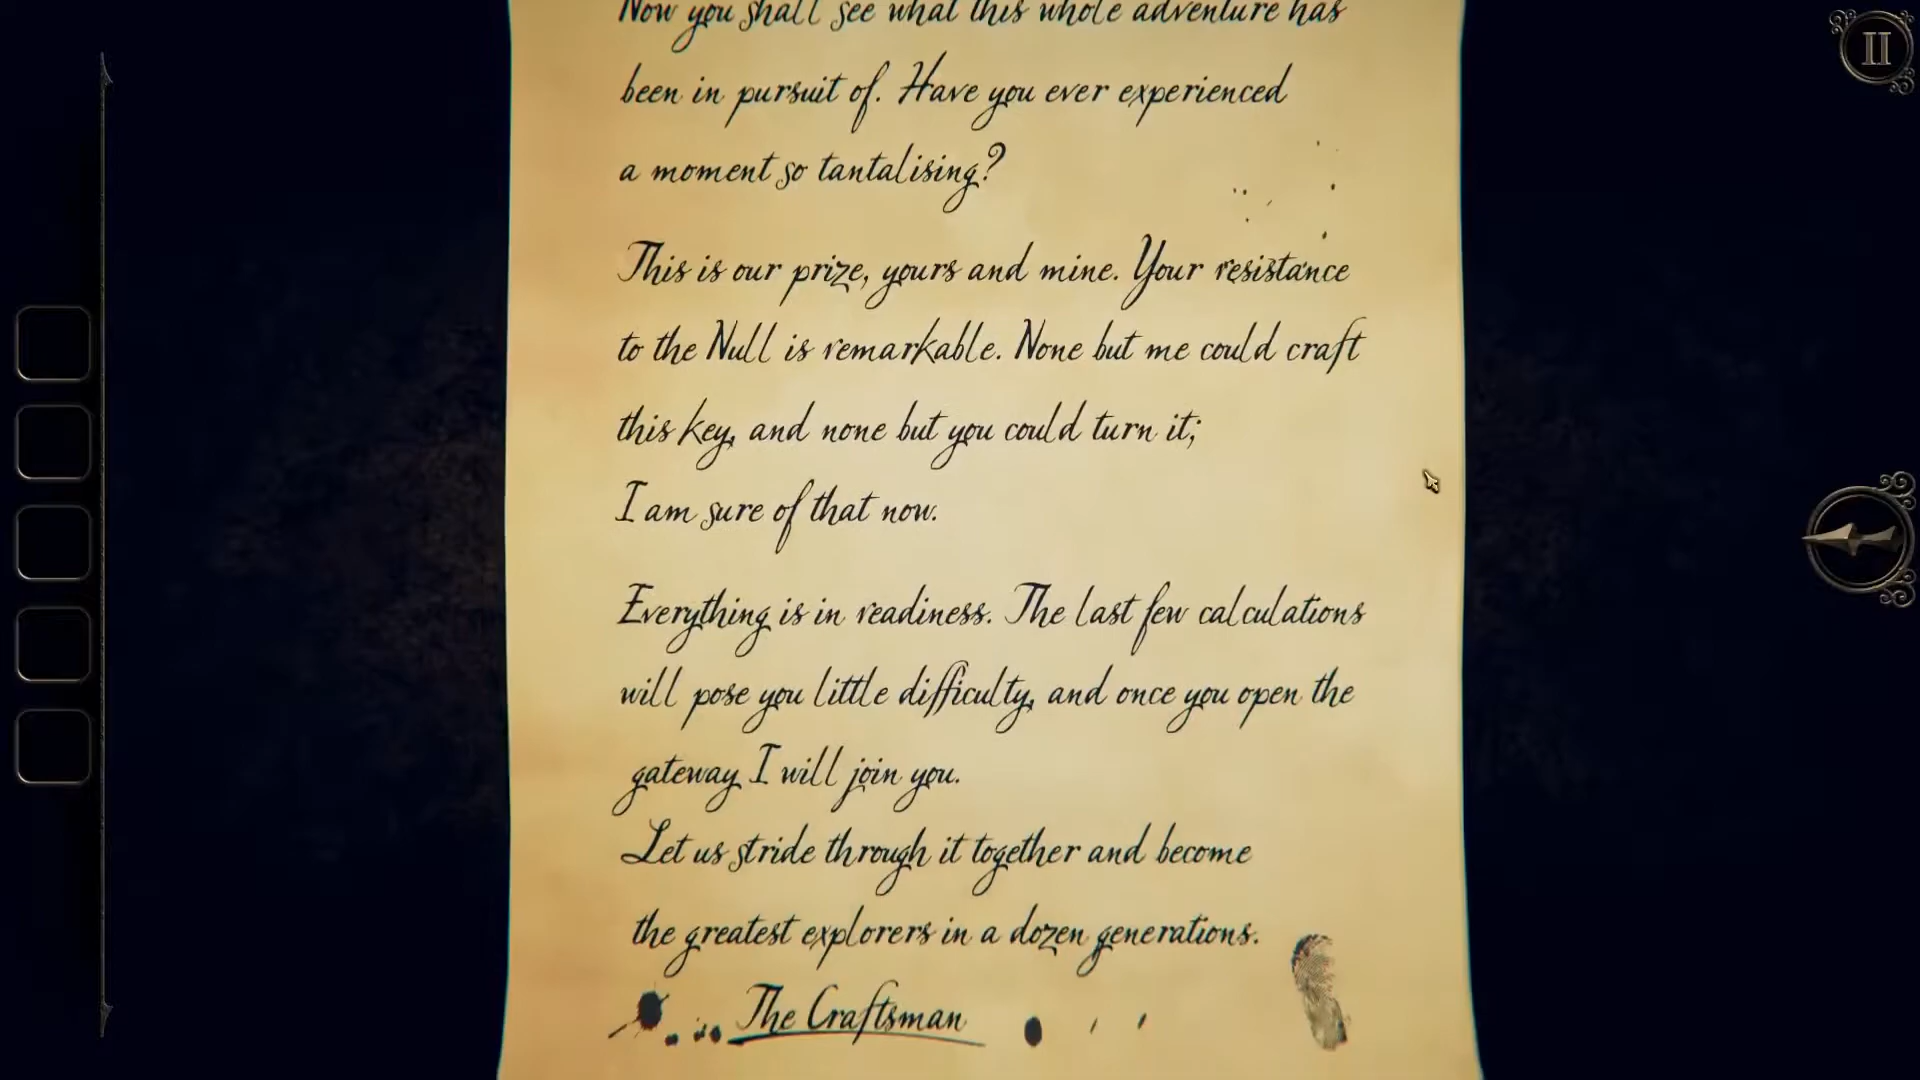 Now you shall see what this whole adventure has
been in pursuit of. Have you ever experienced
a moment so tantalising?
This is our prize, yours and mine. Your resistance
to the Null is remarkable. None but me could craft
this key, and none but you could turn it;
I am sure of that now.
Everything is in readiness. The last few calculations
will pose you little difficulty, and once you open the
gateway I will join you.
Let us stride through it together and become
the greatest explorers in a dozen generations.
The Craftsman